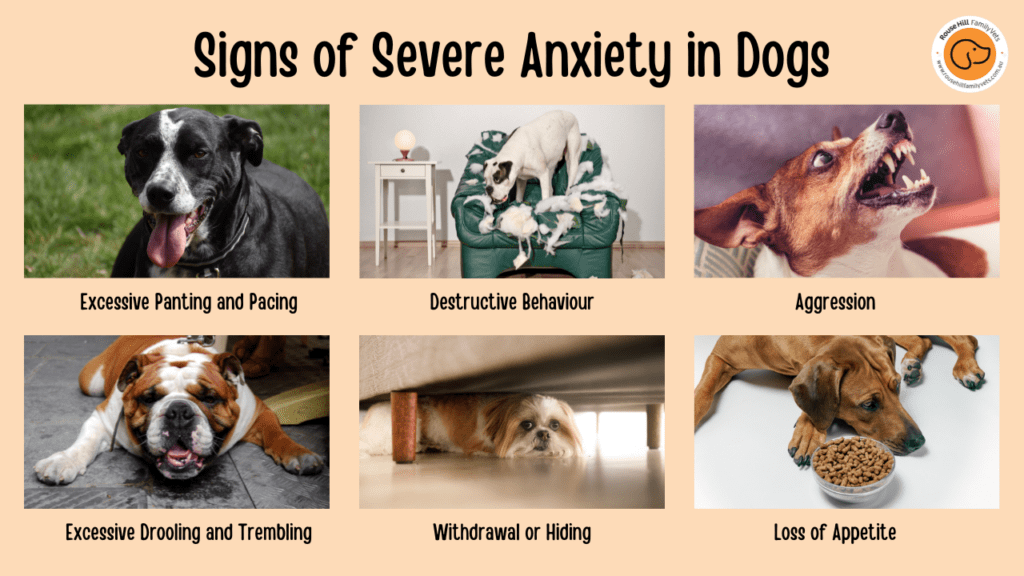 Signs of Severe Anxiety in Dogs
Rouse Hill Family Vets
www.rousehillfamilyvets.com.au
Excessive Panting and Pacing
Destructive Behaviour
Aggression
Excessive Drooling and Trembling
Withdrawal or Hiding
Loss of Appetite